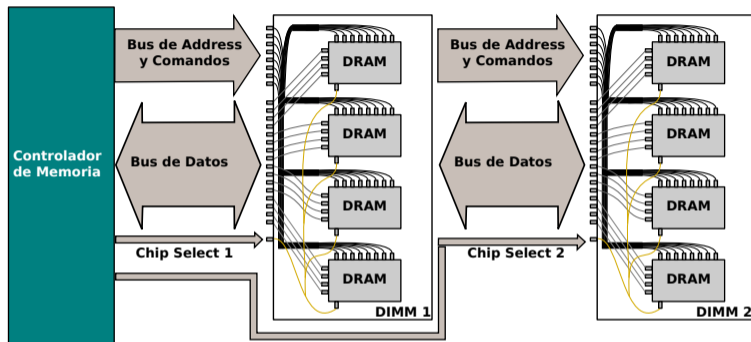 Controlador
de Memoria
Bus de Address
y Comandos
Bus de Datos
Chip Select 1
DRAM
DRAM
DRAM
DRAM
DIMM 1
Bus de Address
y Comandos
Bus de Datos
Chip Select 2
DRAM
DRAM
DRAM
DRAM
DIMM 2